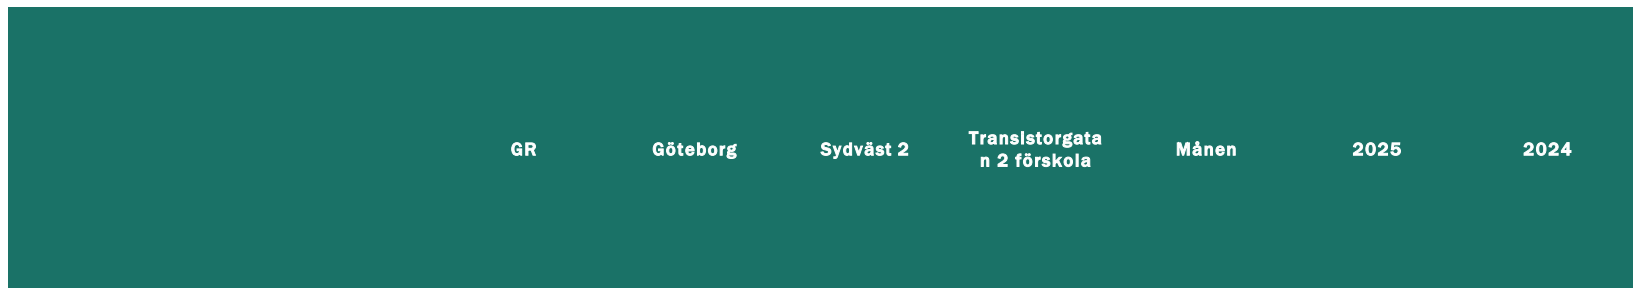 GR
Göteborg
Sydväst 2
Transistorgata
n 2 förskola
Månen
2025
2024